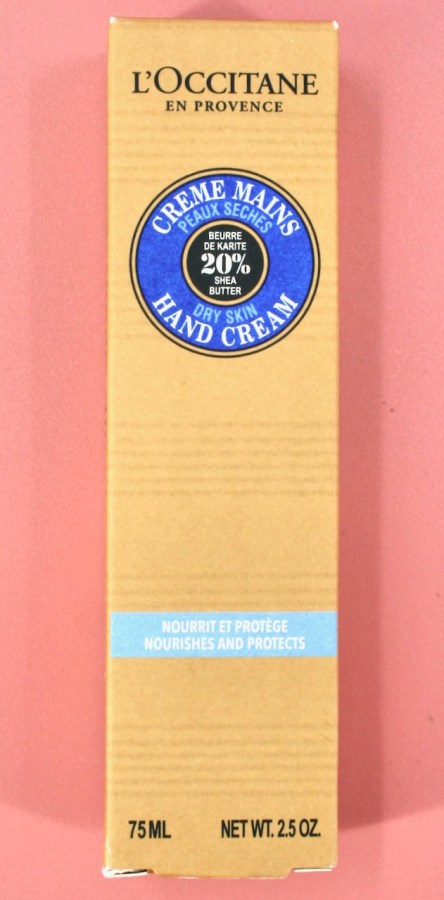 L'OCCITANE
EN PROVENCE
CREME MAINS
PEAUX SECHES
BEURRE
DE KARITE
20%
SHEA
BUTTER
DRY SKIN
HAND CREAM
NOURRIT ET PROTÈGE
NOURISHES AND PROTECTS
75 ML NET WT. 2.5 OZ.